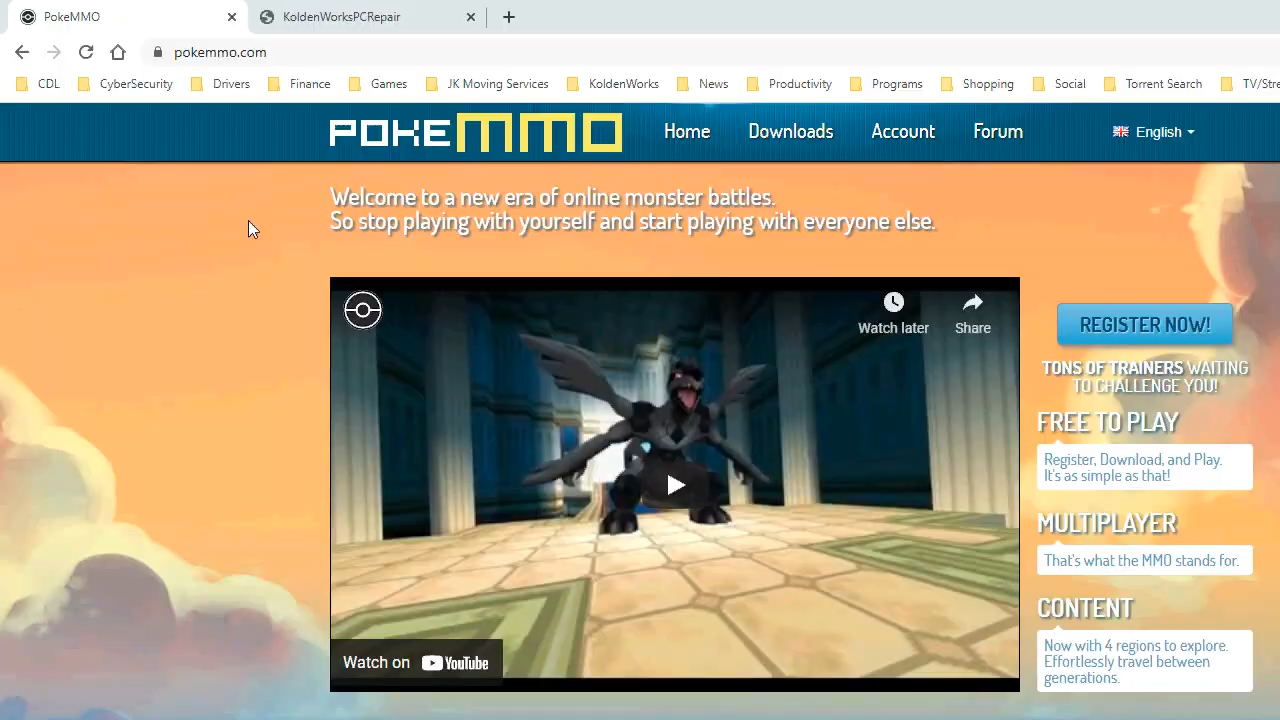 PokeMMO
KoldenWorksPCRepair
pokemmo.com
CDL CyberSecurity Drivers Finance Games JK Moving Services KoldenWorks News Productivity Programs Shopping Social Torrent Search TV/Stre
POKEMMO Home Downloads Account Forum English
Welcome to a new era of online monster battles.
So stop playing with yourself and start playing with everyone else.
Watch later Share
Watch on YouTube
REGISTER NOW!
TONS OF TRAINERS WAITING
TO CHALLENGE YOU!
FREE TO PLAY
Register, Download, and Play.
It's as simple as that!
MULTIPLAYER
That's what the MMO stands for.
CONTENT
Now with 4 regions to explore.
Effortlessly travel between
generations.